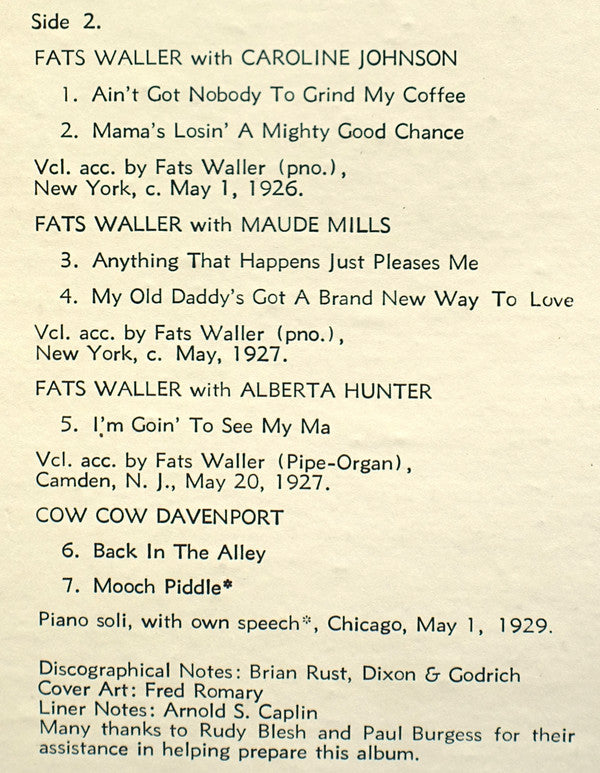 Side 2.
FATS WALLER with CAROLINE JOHNSON
1. Ain't Got Nobody To Grind My Coffee
2. Mama's Losin' A Mighty Good Chance
Vcl. acc. by Fats Waller (pno.),
New York, c. May 1, 1926.
FATS WALLER with MAUDE MILLS
3. Anything That Happens Just Pleases Me
4. My Old Daddy's Got A Brand New Way To Love
Vcl. acc. by Fats Waller (pno.),
New York, c. May, 1927.
FATS WALLER with ALBERTA HUNTER
5. I'm Goin' To See My Ma
Vcl. acc. by Fats Waller (Pipe-Organ),
Camden, N. J., May 20, 1927.
COW COW DAVENPORT
6. Back In The Alley
7. Mooch Piddle*
Piano soli, with own speech*, Chicago, May 1, 1929.
Discographical Notes: Brian Rust, Dixon & Godrich
Cover Art: Fred Romary
Liner Notes: Arnold S. Caplin
Many thanks to Rudy Blesh and Paul Burgess for their
assistance in helping prepare this album.